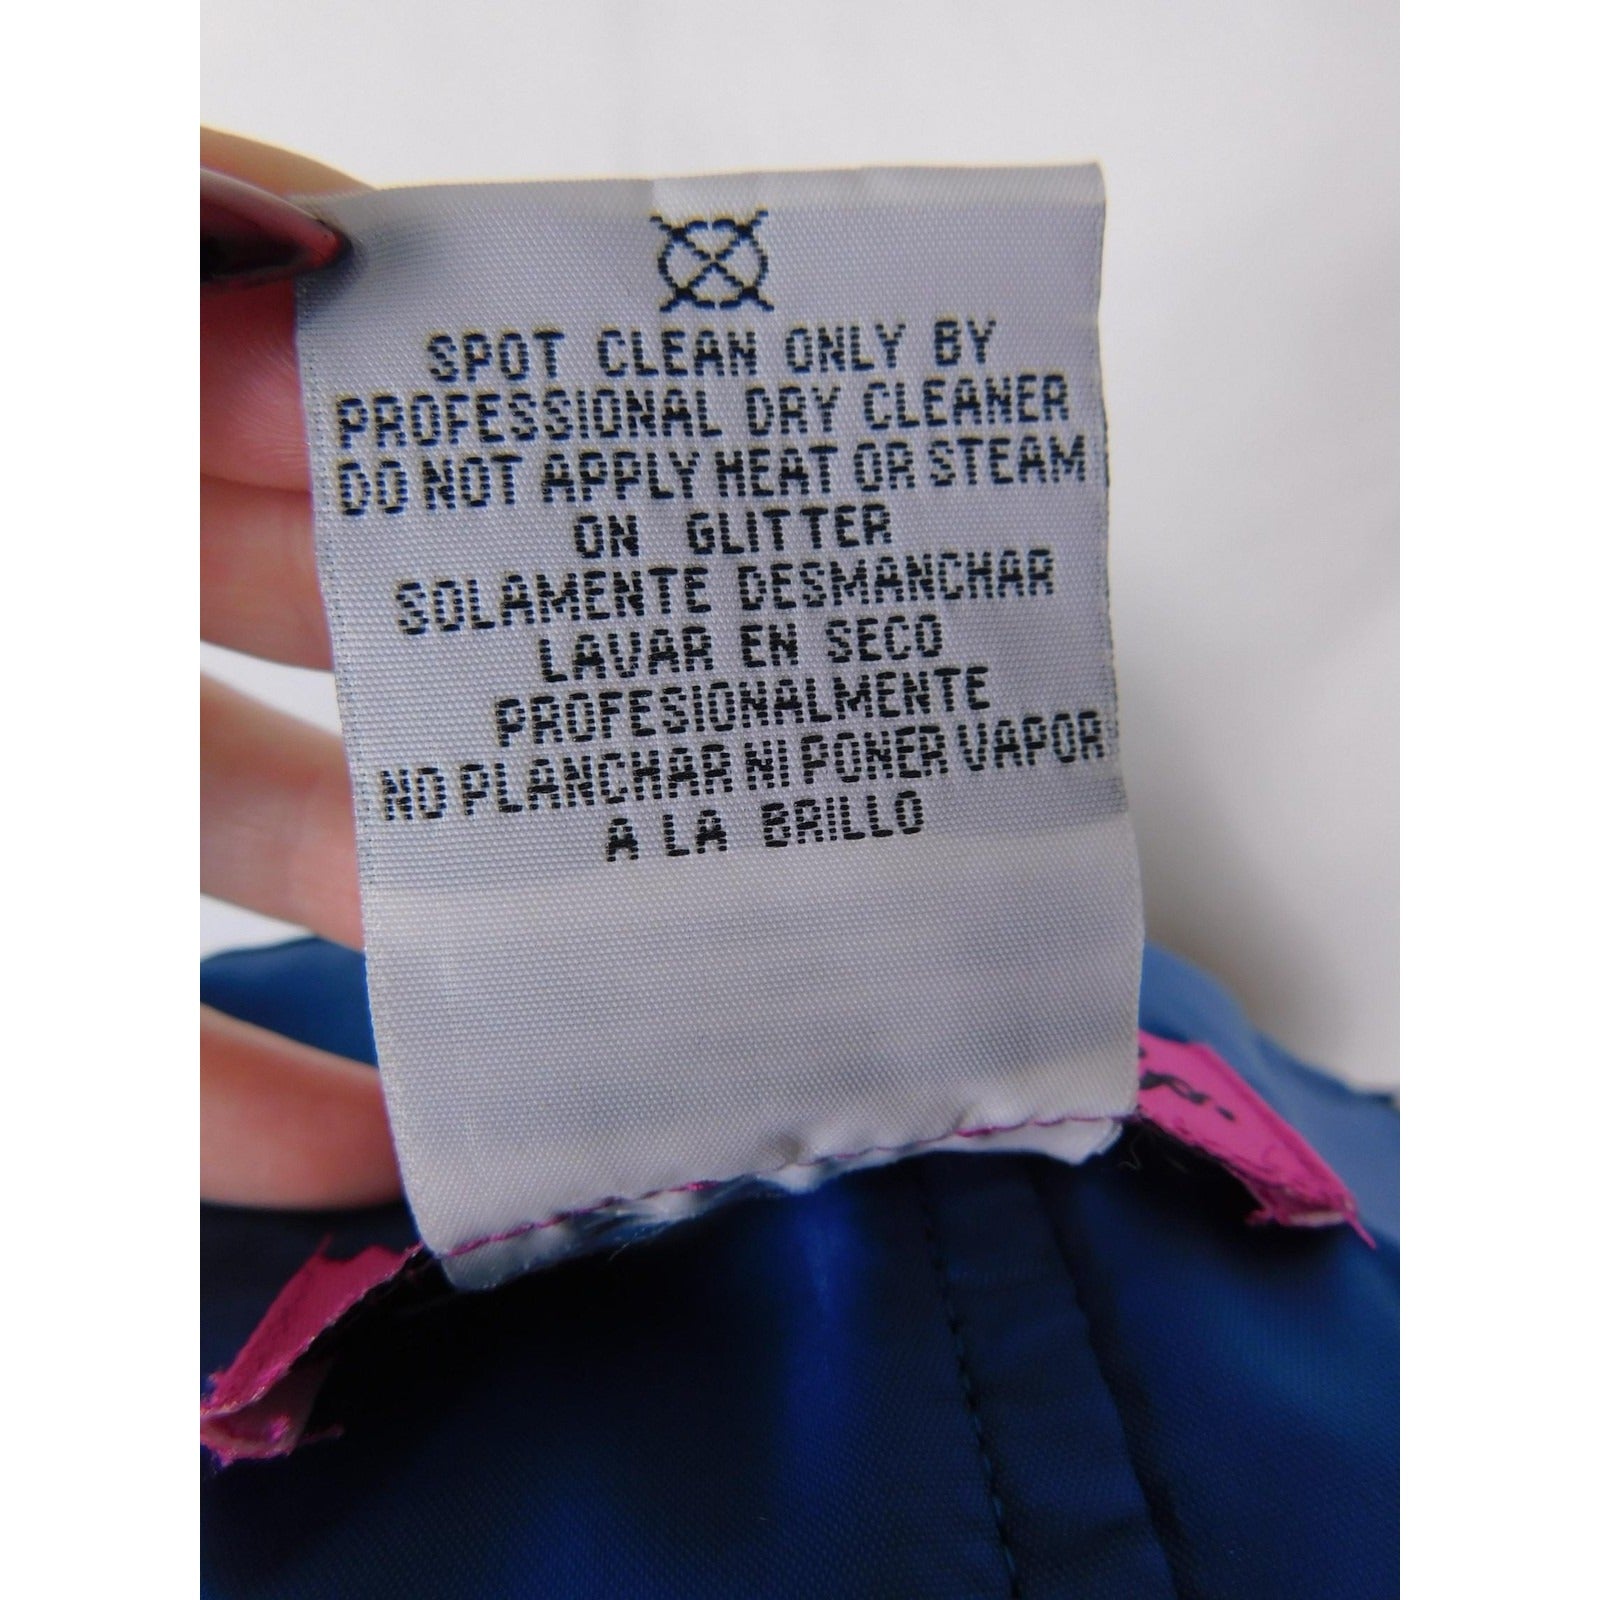 SPOT CLEAN ONLY BY
PROFESSIONAL DRY CLEANER
DO NOT APPLY HEAT OR STEAM
ON GLITTER
SOLAMENTE DESMANCHAR
LAVAR EN SECO
PROFESIONALMENTE
NO PLANCHAR NI PONER VAPOR
A LA BRILLO